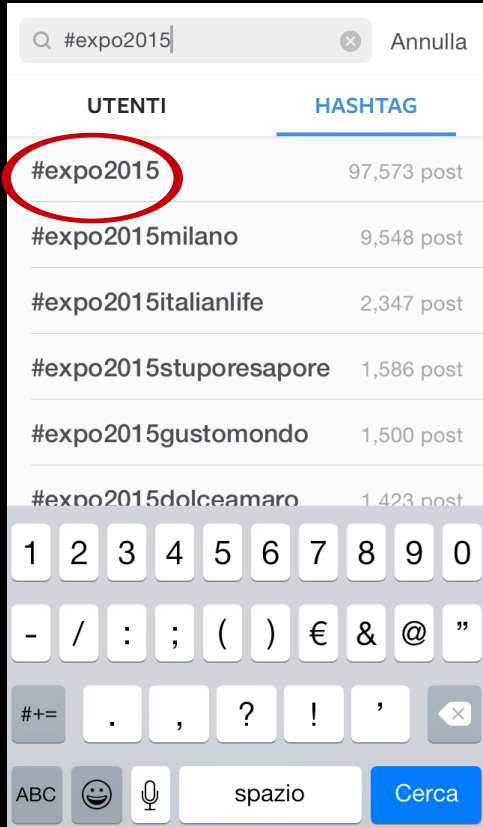 #expo2015 Annulla
UTENTI HASHTAG
#expo2015 97,573 post
#expo2015milano 9,548 post
#expo2015italianlife 2,347 post
#expo2015stuporesapore 1,586 post
#expo2015gustomondo 1,500 post
#expo2015dolceamaro 1,423 post
1 2 3 4 5 6 7 8 9 0
- / : ; ( ) € & @ ”
#+= . , ? ! ’
ABC spazio Cerca